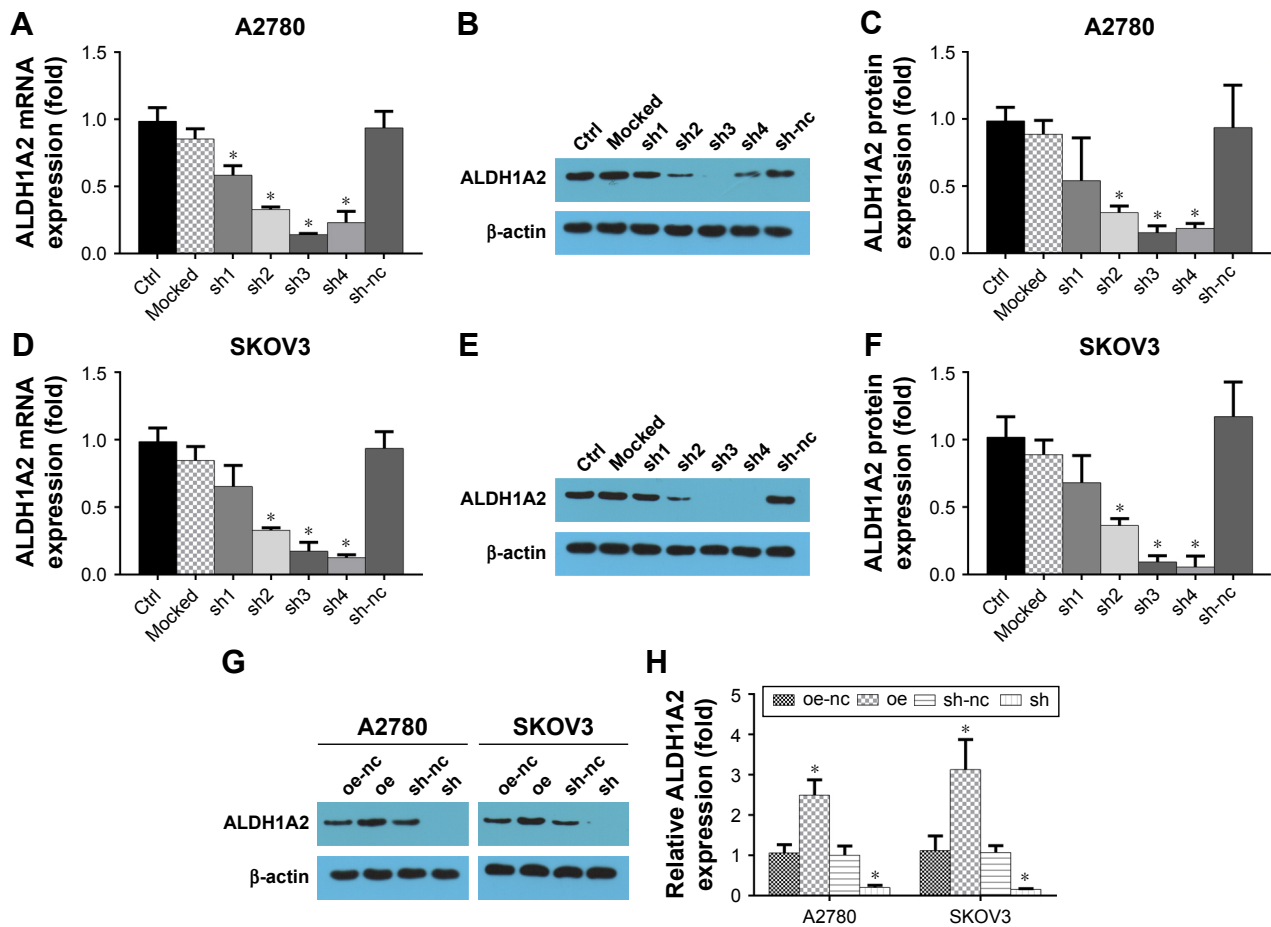 A
A2780
ALDH1A2 mRNA
expression (fold)
1.5
1.0
0.5
0.0
*
*
*
*
Ctrl
Mocked
sh1
sh2
sh3
sh4
sh-nc
B
Ctrl
Mocked
sh1
sh2
sh3
sh4
sh-nc
ALDH1A2
β-actin
C
A2780
ALDH1A2 protein
expression (fold)
1.5
1.0
0.5
0.0
*
*
*
Ctrl
Mocked
sh1
sh2
sh3
sh4
sh-nc
D
SKOV3
ALDH1A2 mRNA
expression (fold)
1.5
1.0
0.5
0.0
*
*
*
Ctrl
Mocked
sh1
sh2
sh3
sh4
sh-nc
E
Ctrl
Mocked
sh1
sh2
sh3
sh4
sh-nc
ALDH1A2
β-actin
F
SKOV3
ALDH1A2 protein
expression (fold)
1.5
1.0
0.5
0.0
*
*
*
Ctrl
Mocked
sh1
sh2
sh3
sh4
sh-nc
G
A2780
SKOV3
oe-nc
oe
sh-nc
sh
oe-nc
oe
sh-nc
sh
ALDH1A2
β-actin
H
Relative ALDH1A2
expression (fold)
5
4
3
2
1
0
oe-nc oe sh-nc sh
*
*
*
*
A2780
SKOV3